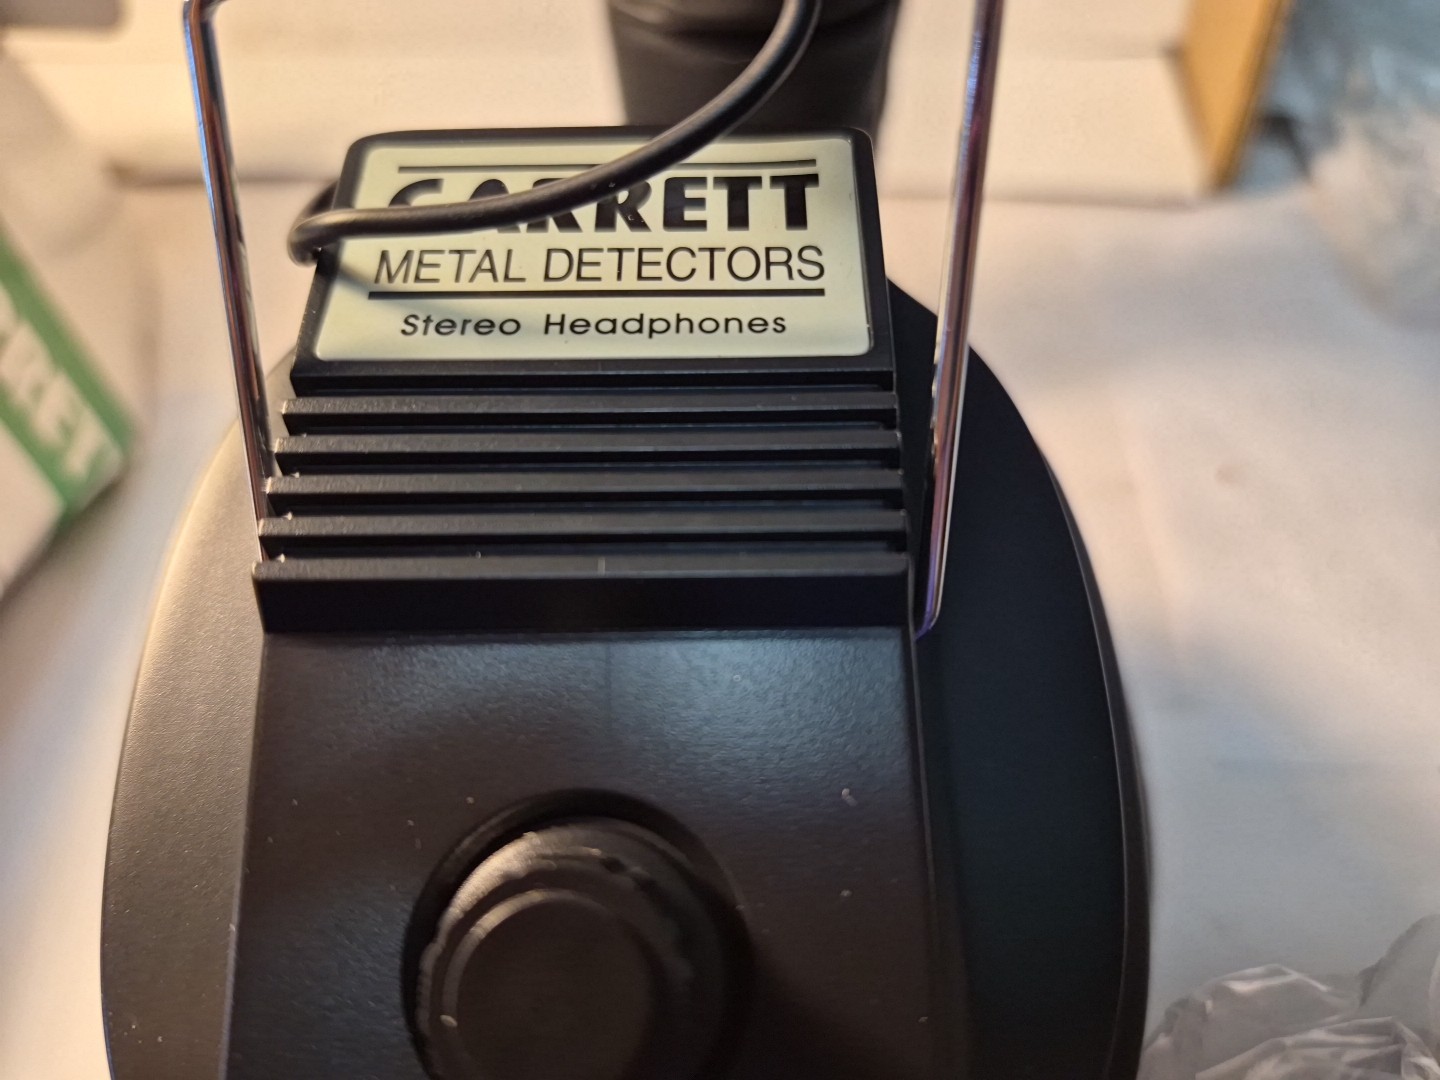 GARRETT
METAL DETECTORS
Stereo Headphones